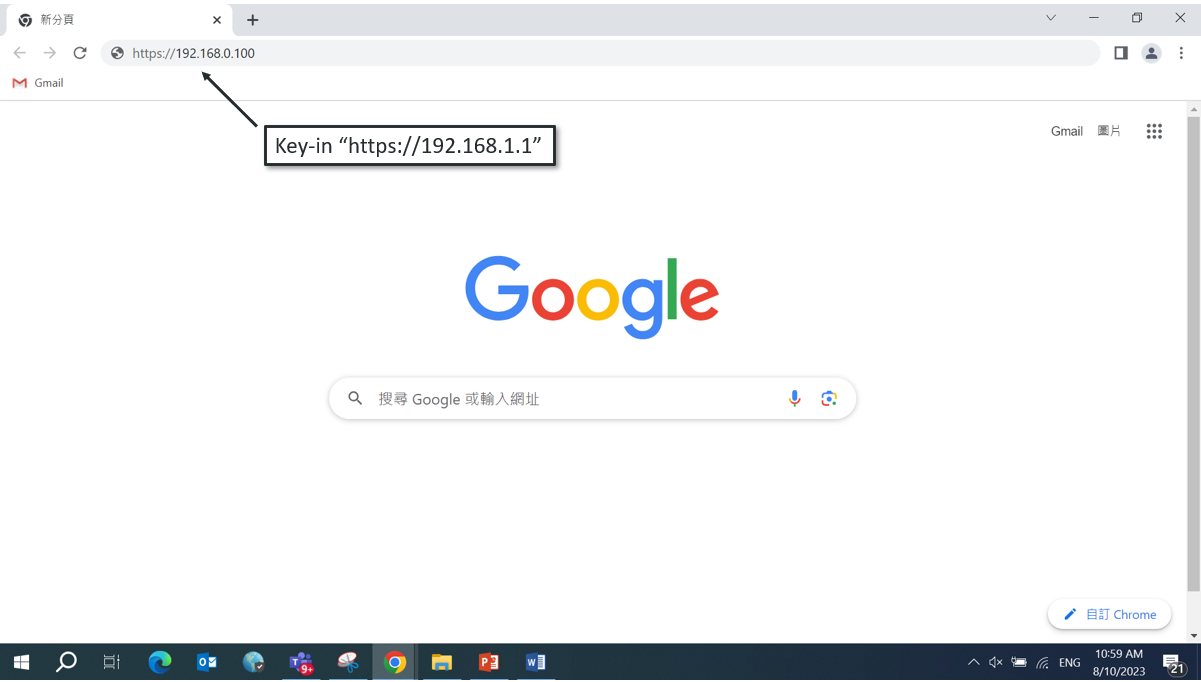 新分頁
https://192.168.0.100
Gmail
Key-in “https://192.168.1.1”
Gmail 圖片
Google
搜尋 Google 或輸入網址
自訂 Chrome
9+
ENG
10:59 AM
8/10/2023
21